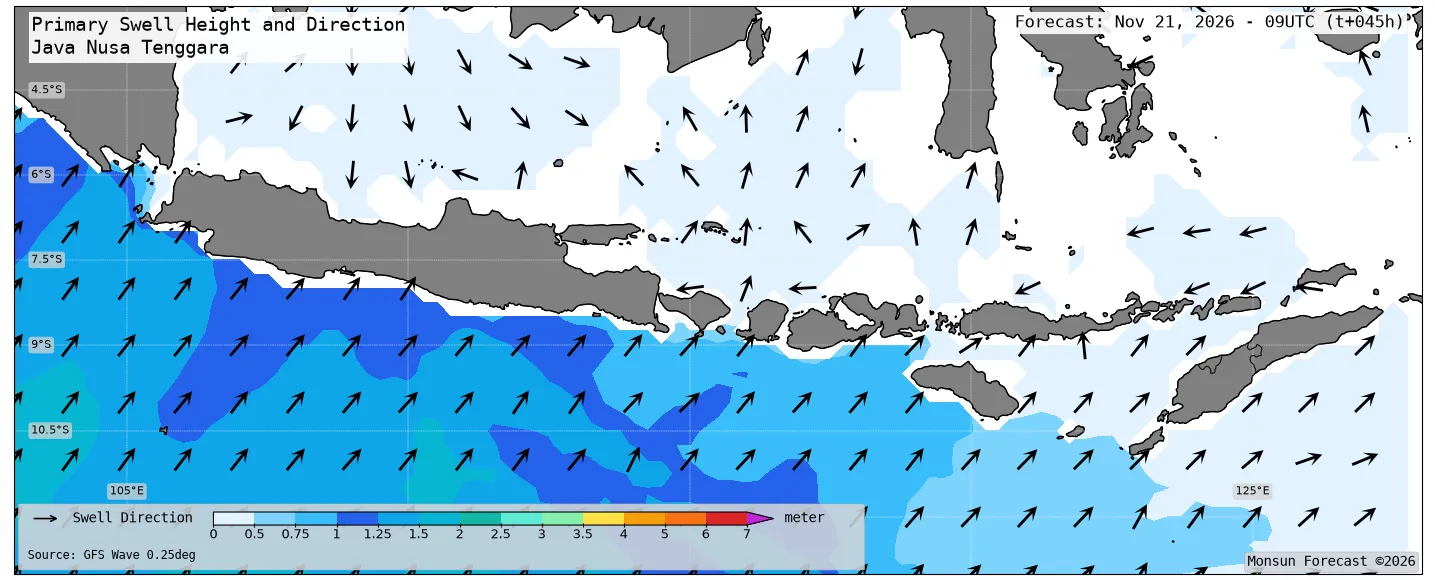 Primary Swell Height and Direction
Java Nusa Tenggara
Forecast: Nov 21, 2026 - 09UTC (t+045h)
4.5°S
6°S
7.5°S
9°S
10.5°S
105°E
125°E
Swell Direction
meter
0 0.5 0.75 1 1.25 1.5 2 2.5 3 3.5 4 5 6 7
Source: GFS Wave 0.25deg
Monsun Forecast ©2026